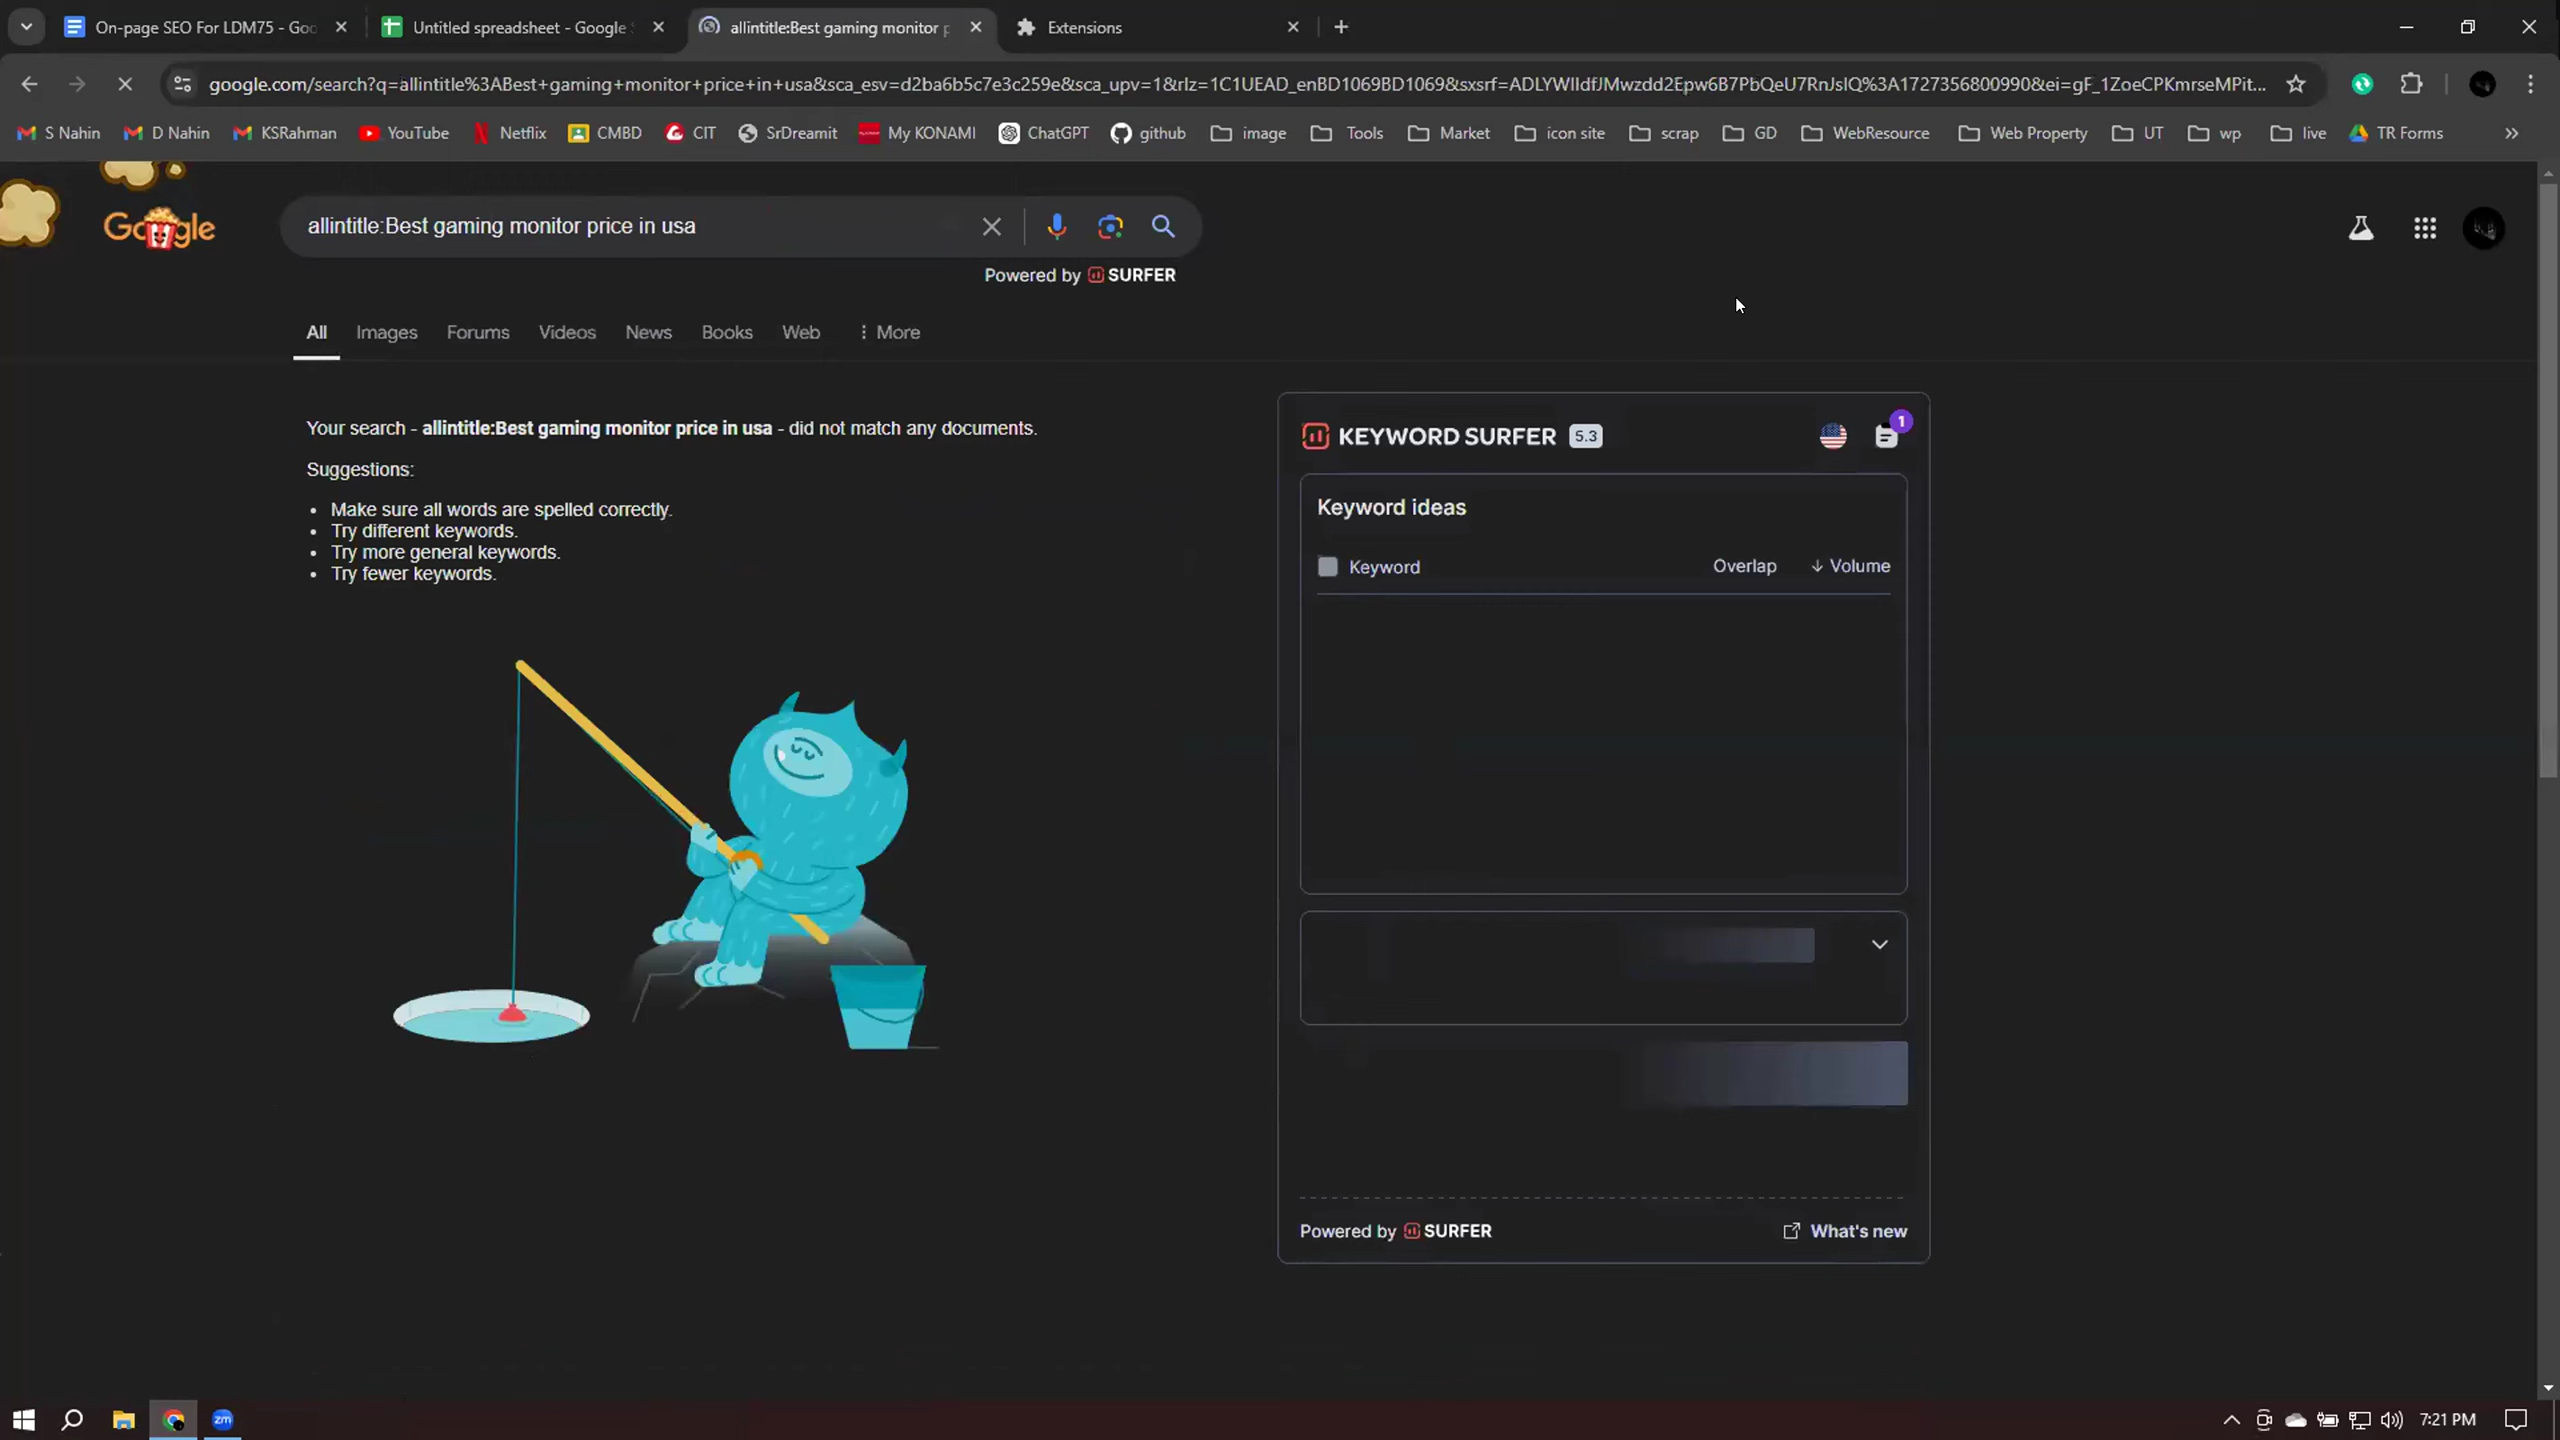 On-page SEO For LDM75 - Goo
Untitled spreadsheet - Google S
allintitle:Best gaming monitor p
Extensions
google.com/search?q=allintitle%3ABest+gaming+monitor+price+in+usa&sca_esv=d2ba6b5c7e3c259e&sca_upv=1&rlz=1C1UEAD_enBD1069BD1069&sxsrf=ADLYWIIdfJMwzdd2Epw6B7PbQeU7RnJslQ%3A1727356800990&ei=gF_1ZoeCPKmrseMPit...
S Nahin
D Nahin
KSRahman
YouTube
Netflix
CMBD
CIT
SrDreamit
My KONAMI
ChatGPT
github
image
Tools
Market
icon site
scrap
GD
WebResource
Web Property
UT
wp
live
TR Forms
Google
allintitle:Best gaming monitor price in usa
Powered by SURFER
All
Images
Forums
Videos
News
Books
Web
More
Your search - allintitle:Best gaming monitor price in usa - did not match any documents.
Suggestions:
Make sure all words are spelled correctly.
Try different keywords.
Try more general keywords.
Try fewer keywords.
KEYWORD SURFER 5.3
1
Keyword ideas
Keyword
Overlap
Volume
Powered by SURFER
What's new
zm
7:21 PM